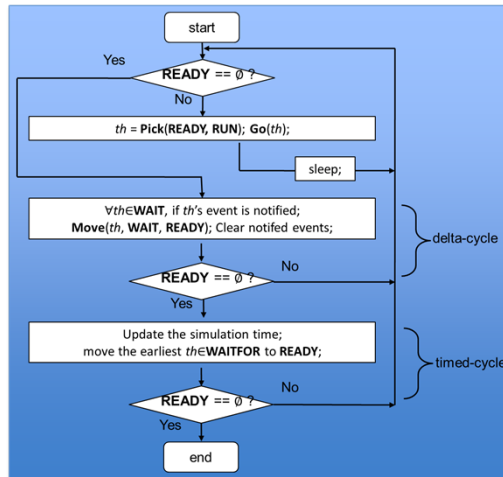 start
Yes
READY == ∅ ?
No
th = Pick(READY, RUN); Go(th);
sleep;
∀th∈WAIT, if th's event is notified;
Move(th, WAIT, READY); Clear notifed events;
delta-cycle
READY == ∅ ?
No
Yes
Update the simulation time;
move the earliest th∈WAITFOR to READY;
timed-cycle
READY == ∅ ?
No
Yes
end